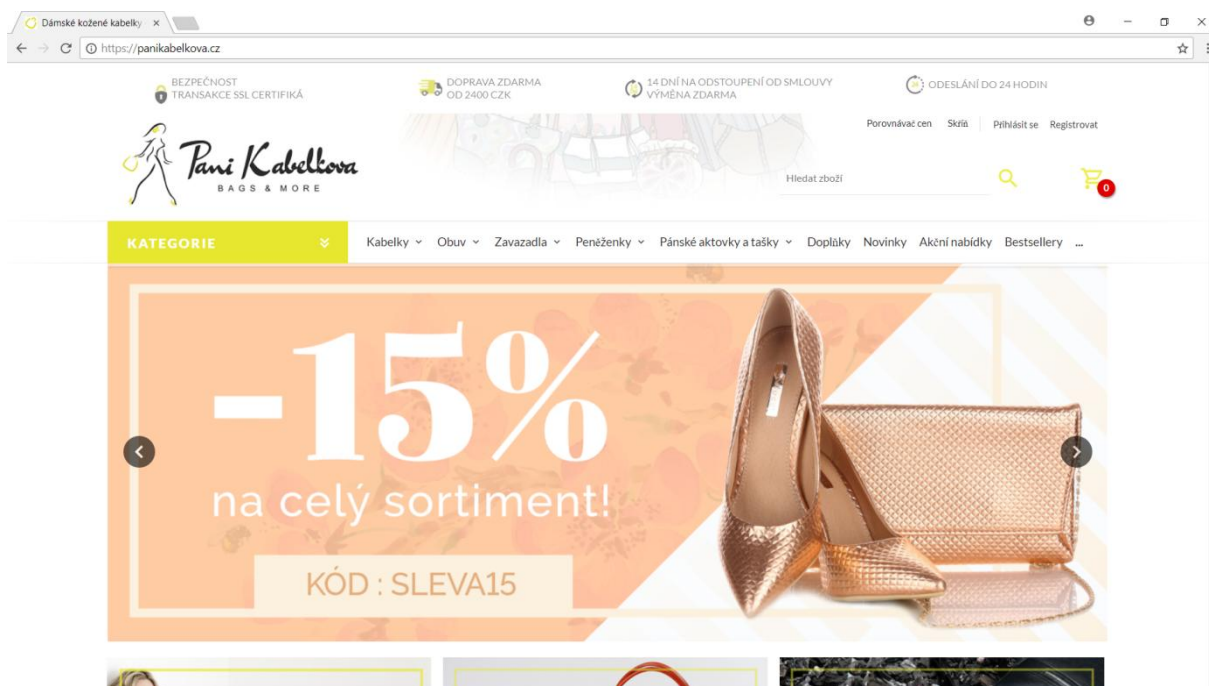 Dámské kožené kabelky
https://panikabelkova.cz
BEZPEČNOST
TRANSAKCE SSL CERTIFIKÁ
DOPRAVA ZDARMA
OD 2400 CZK
14 DNÍ NA ODSTOUPENÍ OD SMLOUVY
VÝMĚNA ZDARMA
ODESLÁNÍ DO 24 HODIN
Porovnávač cen Skříň Přihlásit se Registrovat
Pani Kabelkova
BAGS & MORE
Hledat zboží
0
KATEGORIE Kabelky Obuv Zavazadla Peněženky Pánské aktovky a tašky Doplňky Novinky Akční nabídky Bestsellery ...
-15%
na celý sortiment!
KÓD : SLEVA15